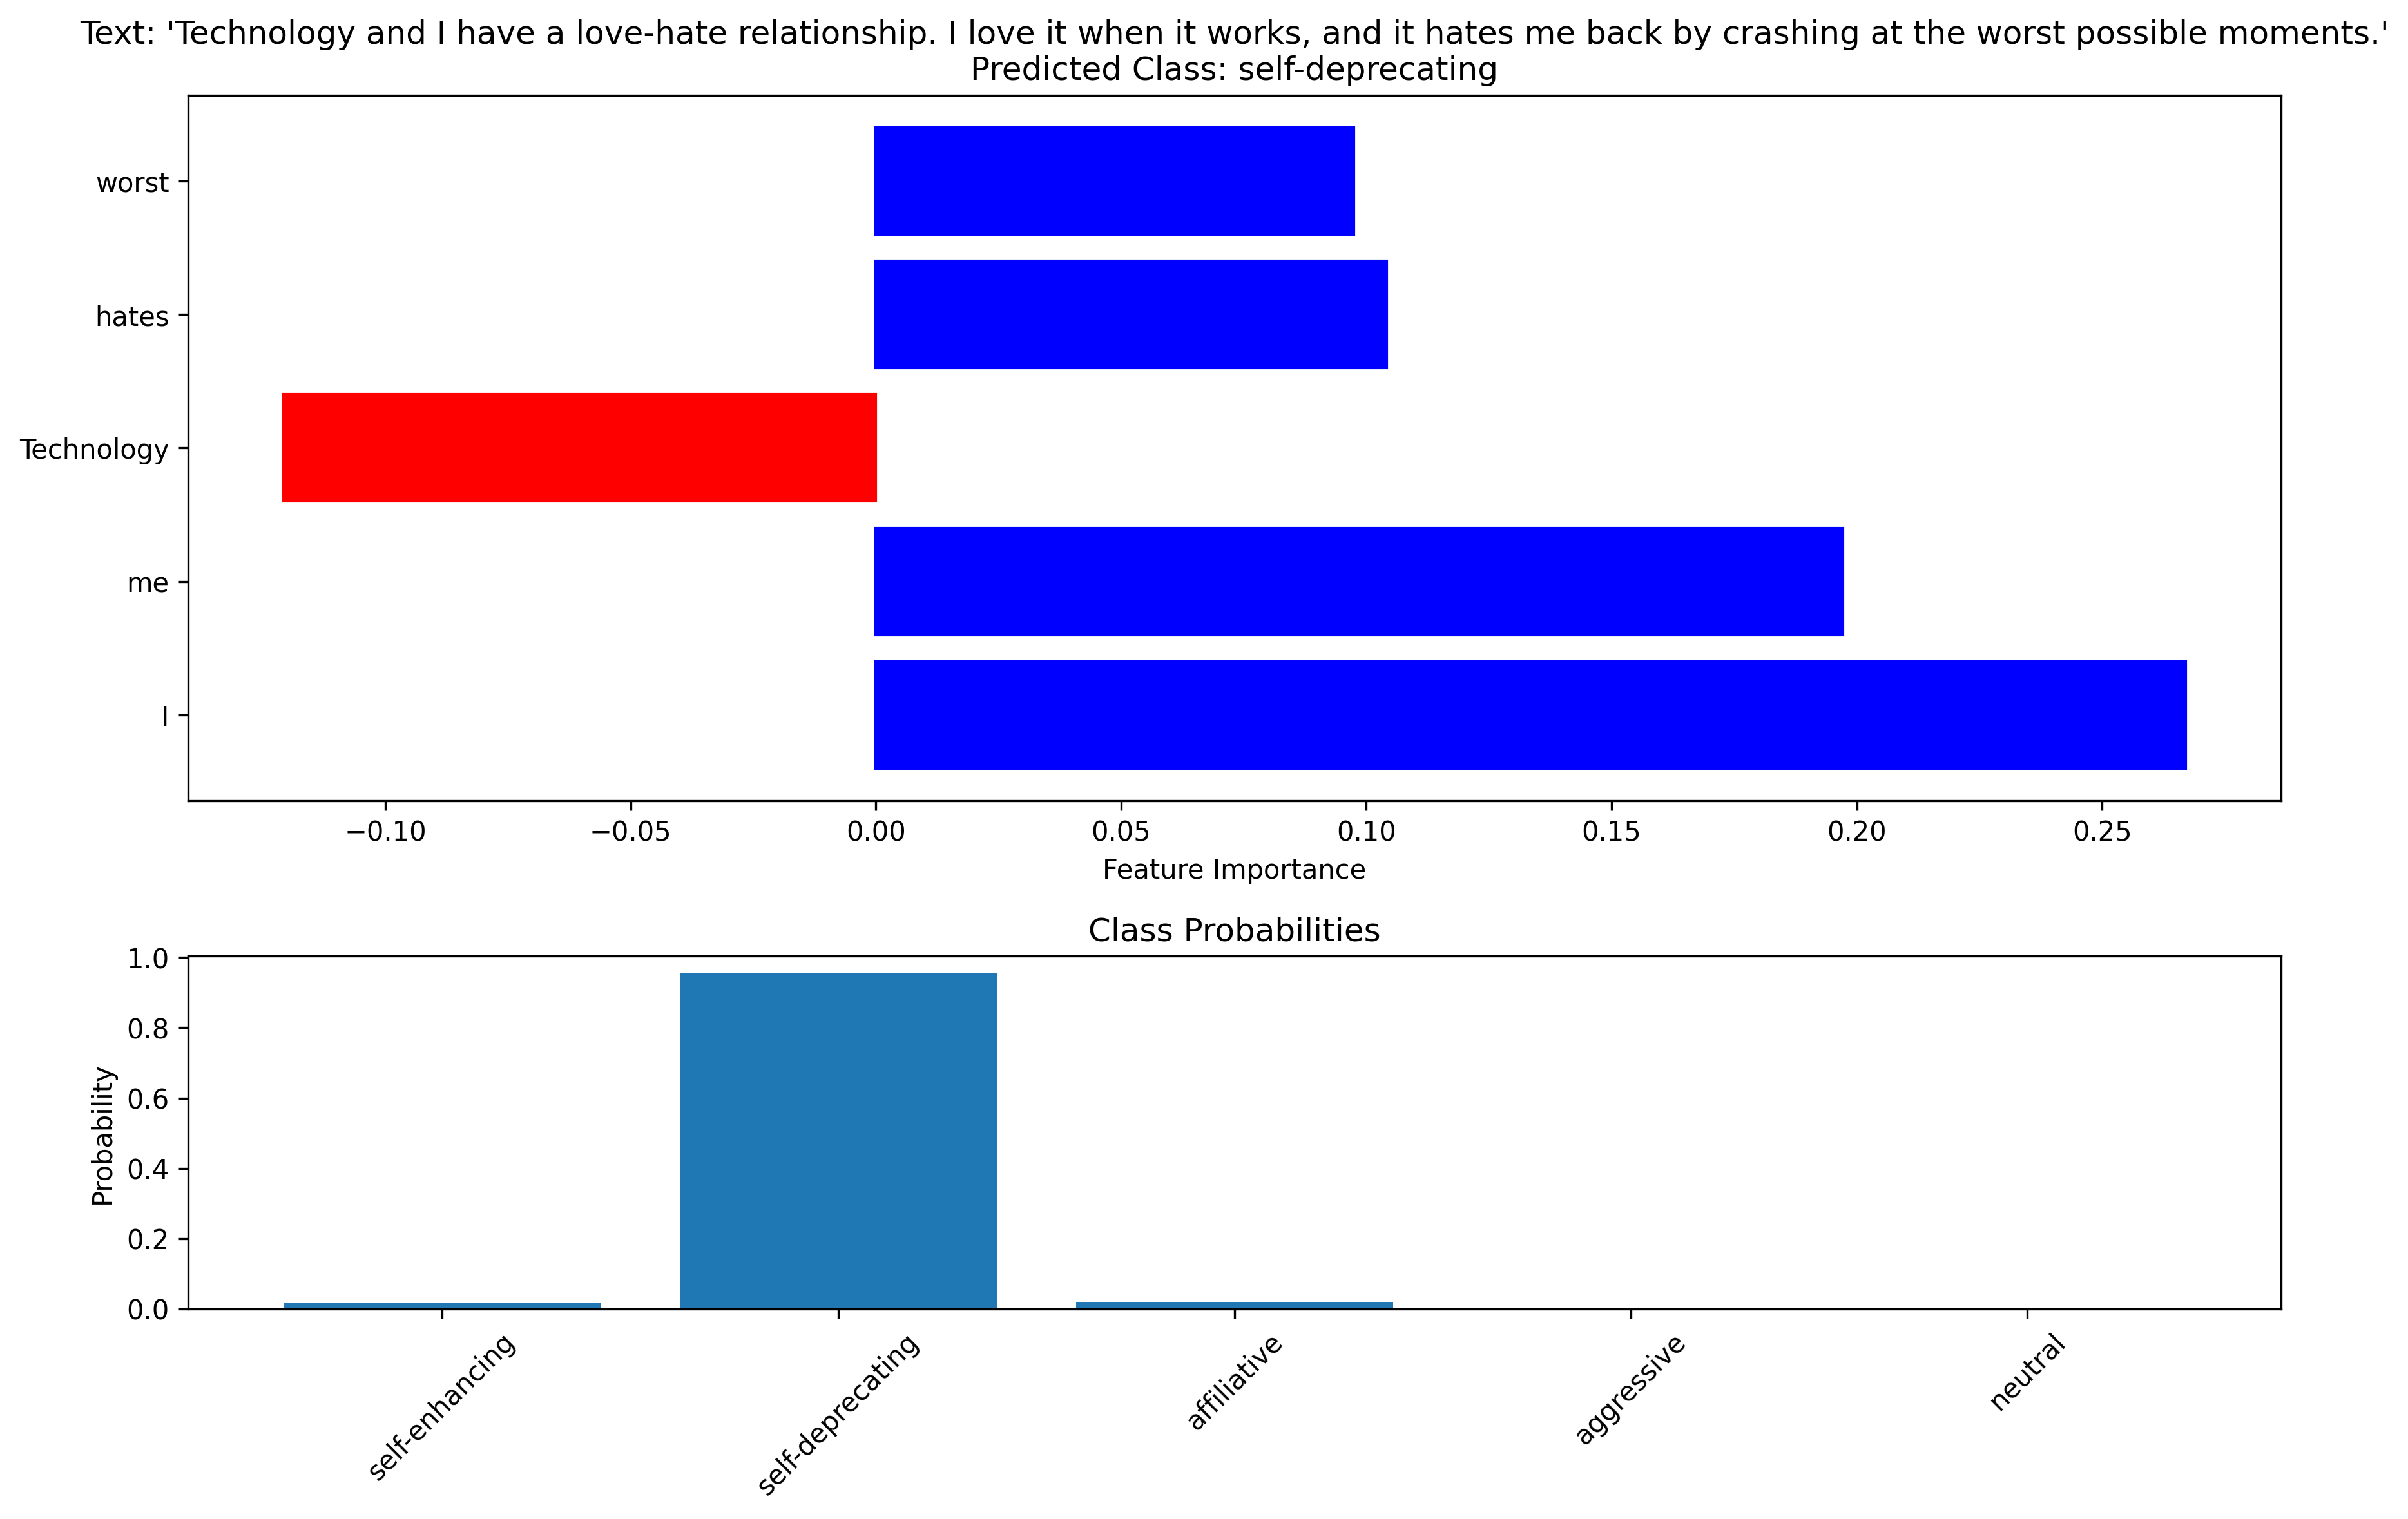 Text: 'Technology and I have a love-hate relationship. I love it when it works, and it hates me back by crashing at the worst possible moments.'
Predicted Class: self-deprecating
worst
hates
Technology
me
I
−0.10 −0.05 0.00 0.05 0.10 0.15 0.20 0.25
Feature Importance
Class Probabilities
1.0
0.8
0.6
0.4
0.2
0.0
Probability
self-enhancing
self-deprecating
affiliative
aggressive
neutral